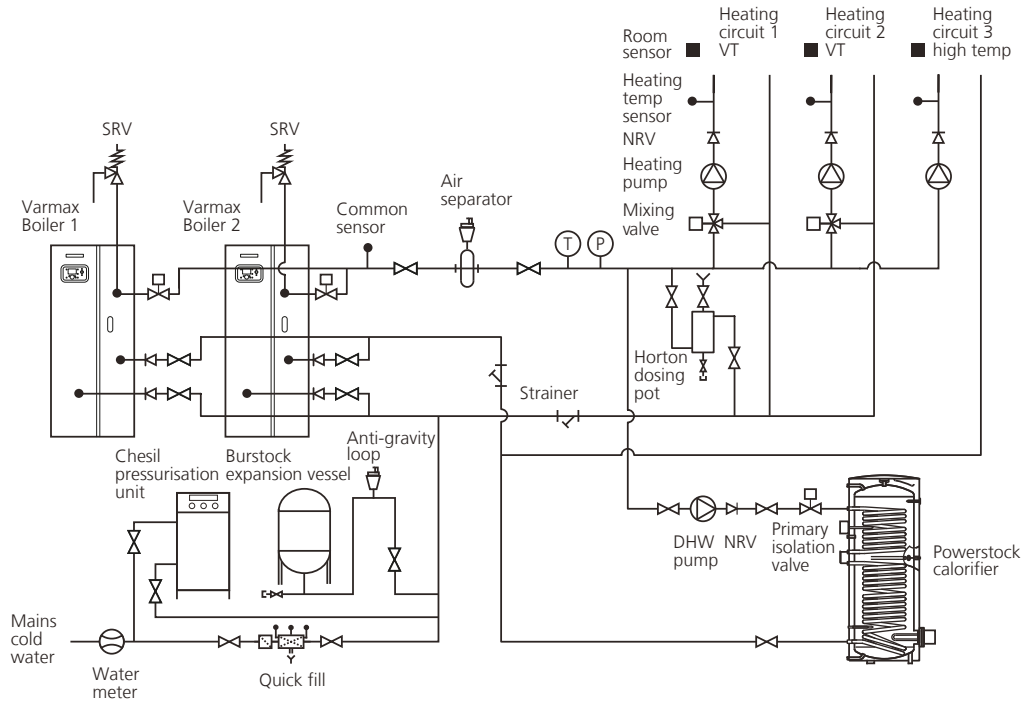 Heating
circuit 1
VT
Heating
circuit 2
VT
Heating
circuit 3
high temp
Room
sensor
Heating
temp
sensor
NRV
Heating
pump
Mixing
valve
SRV
SRV
Varmax
Boiler 1
Varmax
Boiler 2
Common
sensor
Air
separator
T
P
Horton
dosing
pot
Strainer
Chesil
pressurisation
unit
Burstock
expansion vessel
Anti-gravity
loop
DHW
pump
NRV
Primary
isolation
valve
Powerstock
calorifier
Mains
cold
water
Water
meter
Quick fill